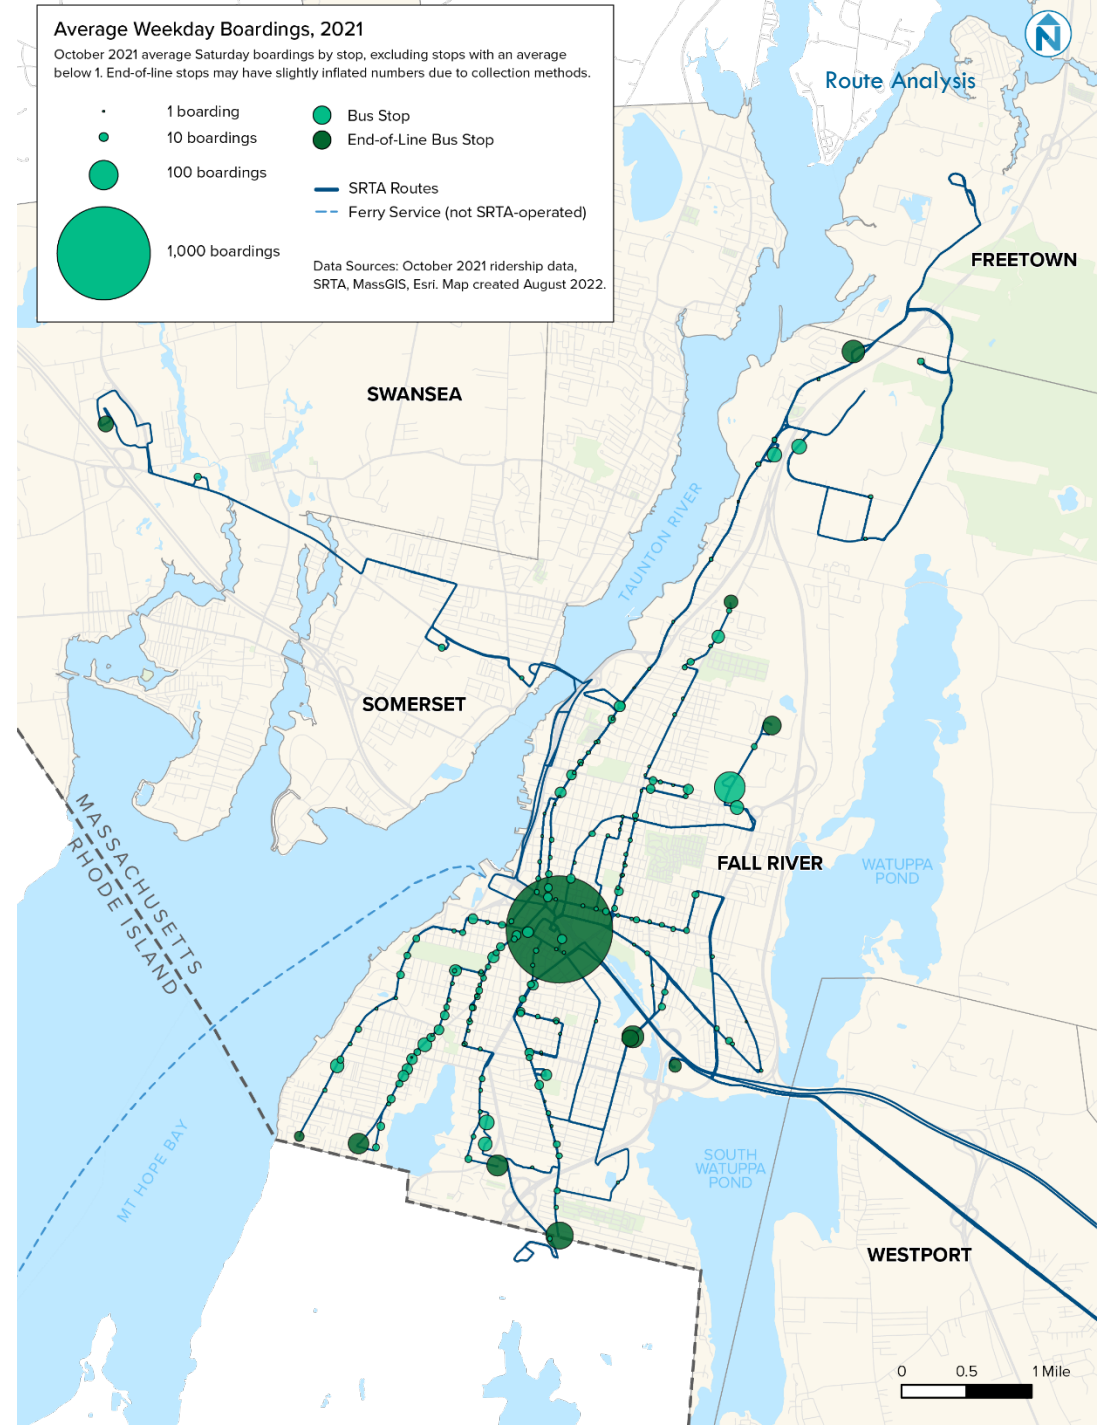 Average Weekday Boardings, 2021
October 2021 average Saturday boardings by stop, excluding stops with an average
below 1. End-of-line stops may have slightly inflated numbers due to collection methods.
1 boarding
10 boardings
100 boardings
1,000 boardings
Bus Stop
End-of-Line Bus Stop
SRTA Routes
Ferry Service (not SRTA-operated)
Data Sources: October 2021 ridership data,
SRTA, MassGIS, Esri. Map created August 2022.
N
Route Analysis
FREETOWN
SWANSEA
TAUNTON RIVER
SOMERSET
MASSACHUSETTS
RHODE ISLAND
FALL RIVER
WATUPPA
POND
MT HOPE BAY
SOUTH
WATUPPA
POND
WESTPORT
0 0.5 1 Mile